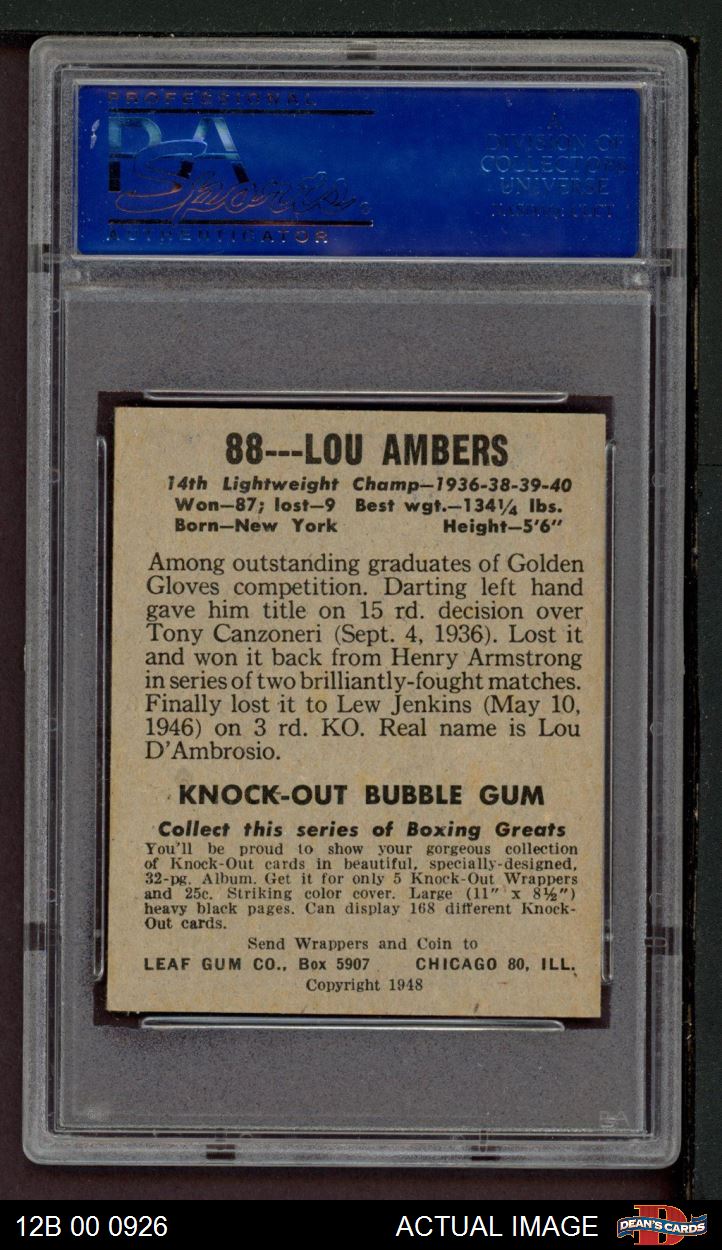 PROFESSIONAL
PSA
Sports
AUTHENTICATOR
A
DIVISION OF
COLLECTORS
UNIVERSE
88---LOU AMBERS
14th Lightweight Champ—1936-38-39-40
Won—87; lost—9 Best wgt.—134¼ lbs.
Born—New York Height—5'6"
Among outstanding graduates of Golden
Gloves competition. Darting left hand
gave him title on 15 rd. decision over
Tony Canzoneri (Sept. 4, 1936). Lost it
and won it back from Henry Armstrong
in series of two brilliantly-fought matches.
Finally lost it to Lew Jenkins (May 10,
1946) on 3 rd. KO. Real name is Lou
D'Ambrosio.
KNOCK-OUT BUBBLE GUM
Collect this series of Boxing Greats
You'll be proud to show your gorgeous collection
of Knock-Out cards in beautiful, specially-designed,
32-pg. Album. Get it for only 5 Knock-Out Wrappers
and 25c. Striking color cover. Large (11" x 8½")
heavy black pages. Can display 168 different Knock-
Out cards.
Send Wrappers and Coin to
LEAF GUM CO., Box 5907 CHICAGO 80, ILL.
Copyright 1948
PSA
12B 00 0926 ACTUAL IMAGE DEAN'S CARDS